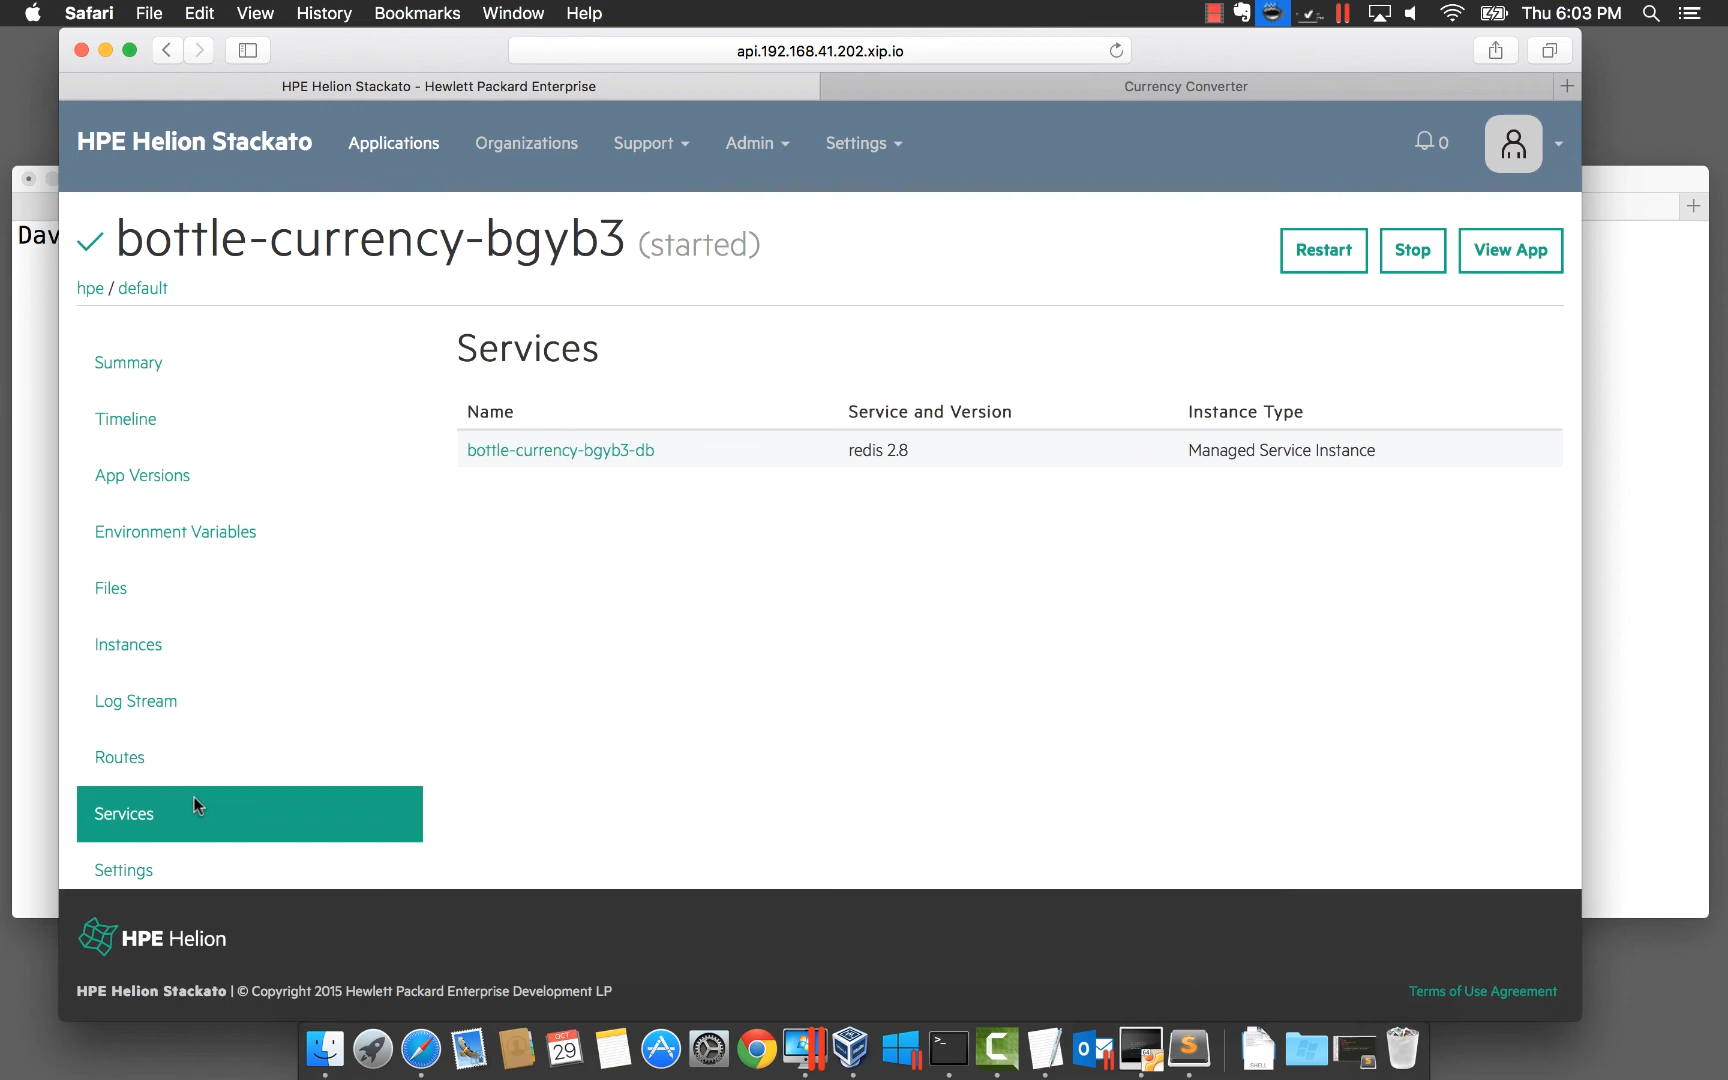 Safari File Edit View History Bookmarks Window Help Thu 6:03 PM
api.192.168.41.202.xip.io
HPE Helion Stackato - Hewlett Packard Enterprise Currency Converter
HPE Helion Stackato Applications Organizations Support Admin Settings 0
Dav
bottle-currency-bgyb3 (started)
Restart Stop View App
hpe / default
Services
Name Service and Version Instance Type
bottle-currency-bgyb3-db redis 2.8 Managed Service Instance
Summary
Timeline
App Versions
Environment Variables
Files
Instances
Log Stream
Routes
Services
Settings
HPE Helion
HPE Helion Stackato | © Copyright 2015 Hewlett Packard Enterprise Development LP
Terms of Use Agreement
OCT
29
SHELL